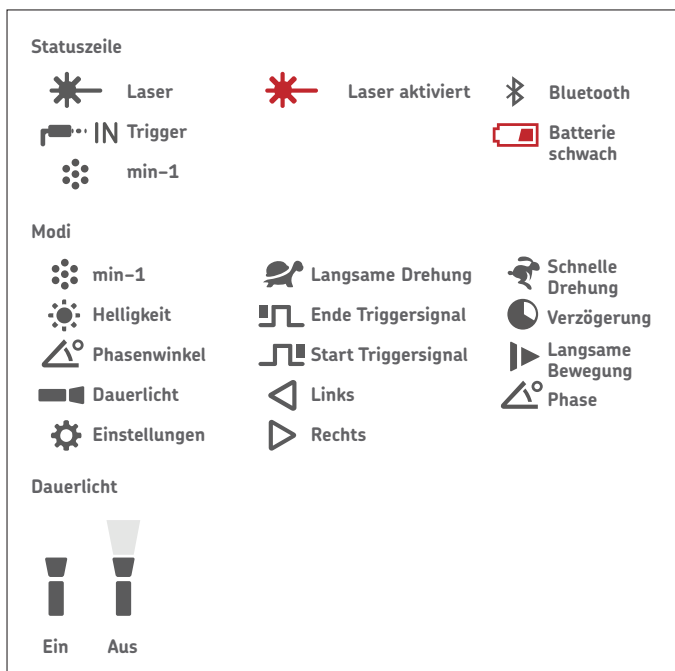 Statuszeile
Laser
Laser aktiviert
Bluetooth
IN Trigger
Batterie
schwach
min–1
Modi
min–1
Langsame Drehung
Schnelle
Drehung
Helligkeit
Ende Triggersignal
Verzögerung
Phasenwinkel
Start Triggersignal
Langsame
Bewegung
Dauerlicht
Links
Phase
Einstellungen
Rechts
Dauerlicht
Ein
Aus